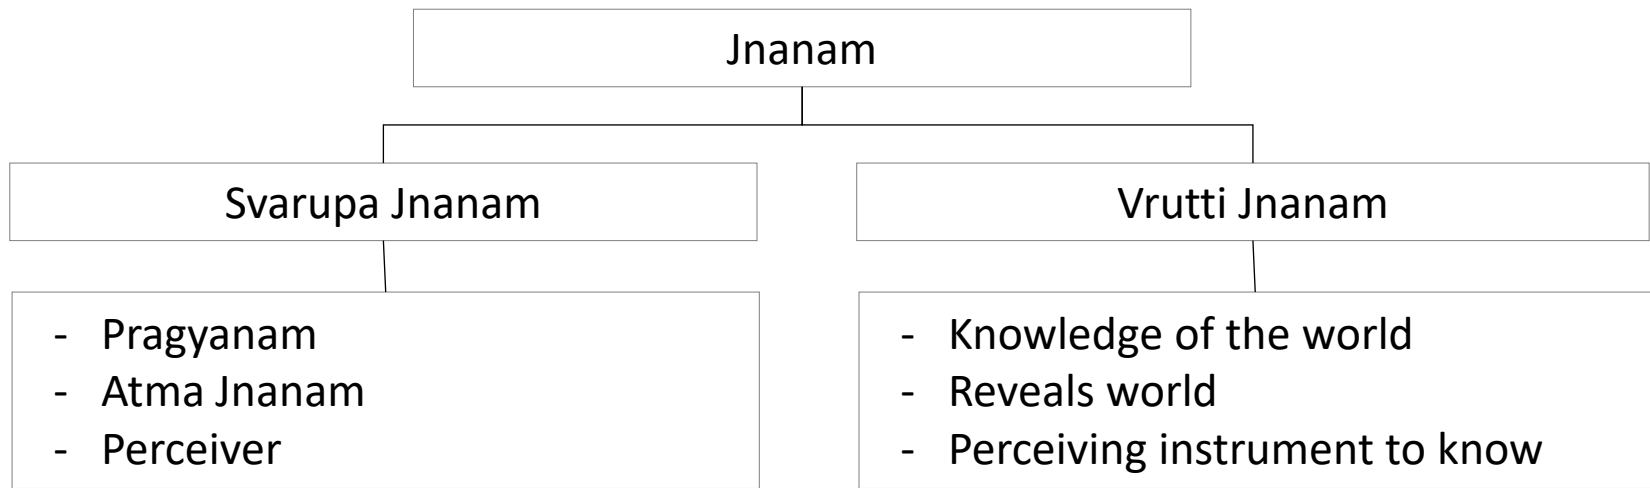 Jnanam
Svarupa Jnanam
Vrutti Jnanam
- Pragyanam
- Atma Jnanam
- Perceiver
- Knowledge of the world
- Reveals world
- Perceiving instrument to know